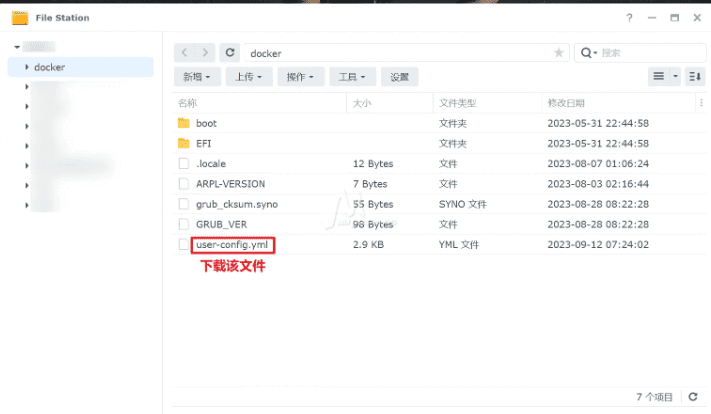 File Station
docker
docker
搜索
新增
上传
操作
工具
设置
名称 大小 文件类型 修改日期
boot 文件夹 2023-05-31 22:44:58
EFI 文件夹 2023-05-31 22:44:58
.locale 12 Bytes 文件 2023-08-07 01:06:24
ARPL-VERSION 7 Bytes 文件 2023-08-03 02:16:44
grub_cksum.syno 55 Bytes SYNO 文件 2023-08-28 08:22:28
GRUB_VER 98 Bytes 文件 2023-08-28 08:22:28
user-config.yml 2.9 KB YML 文件 2023-09-12 07:24:02
下载该文件
7 个项目